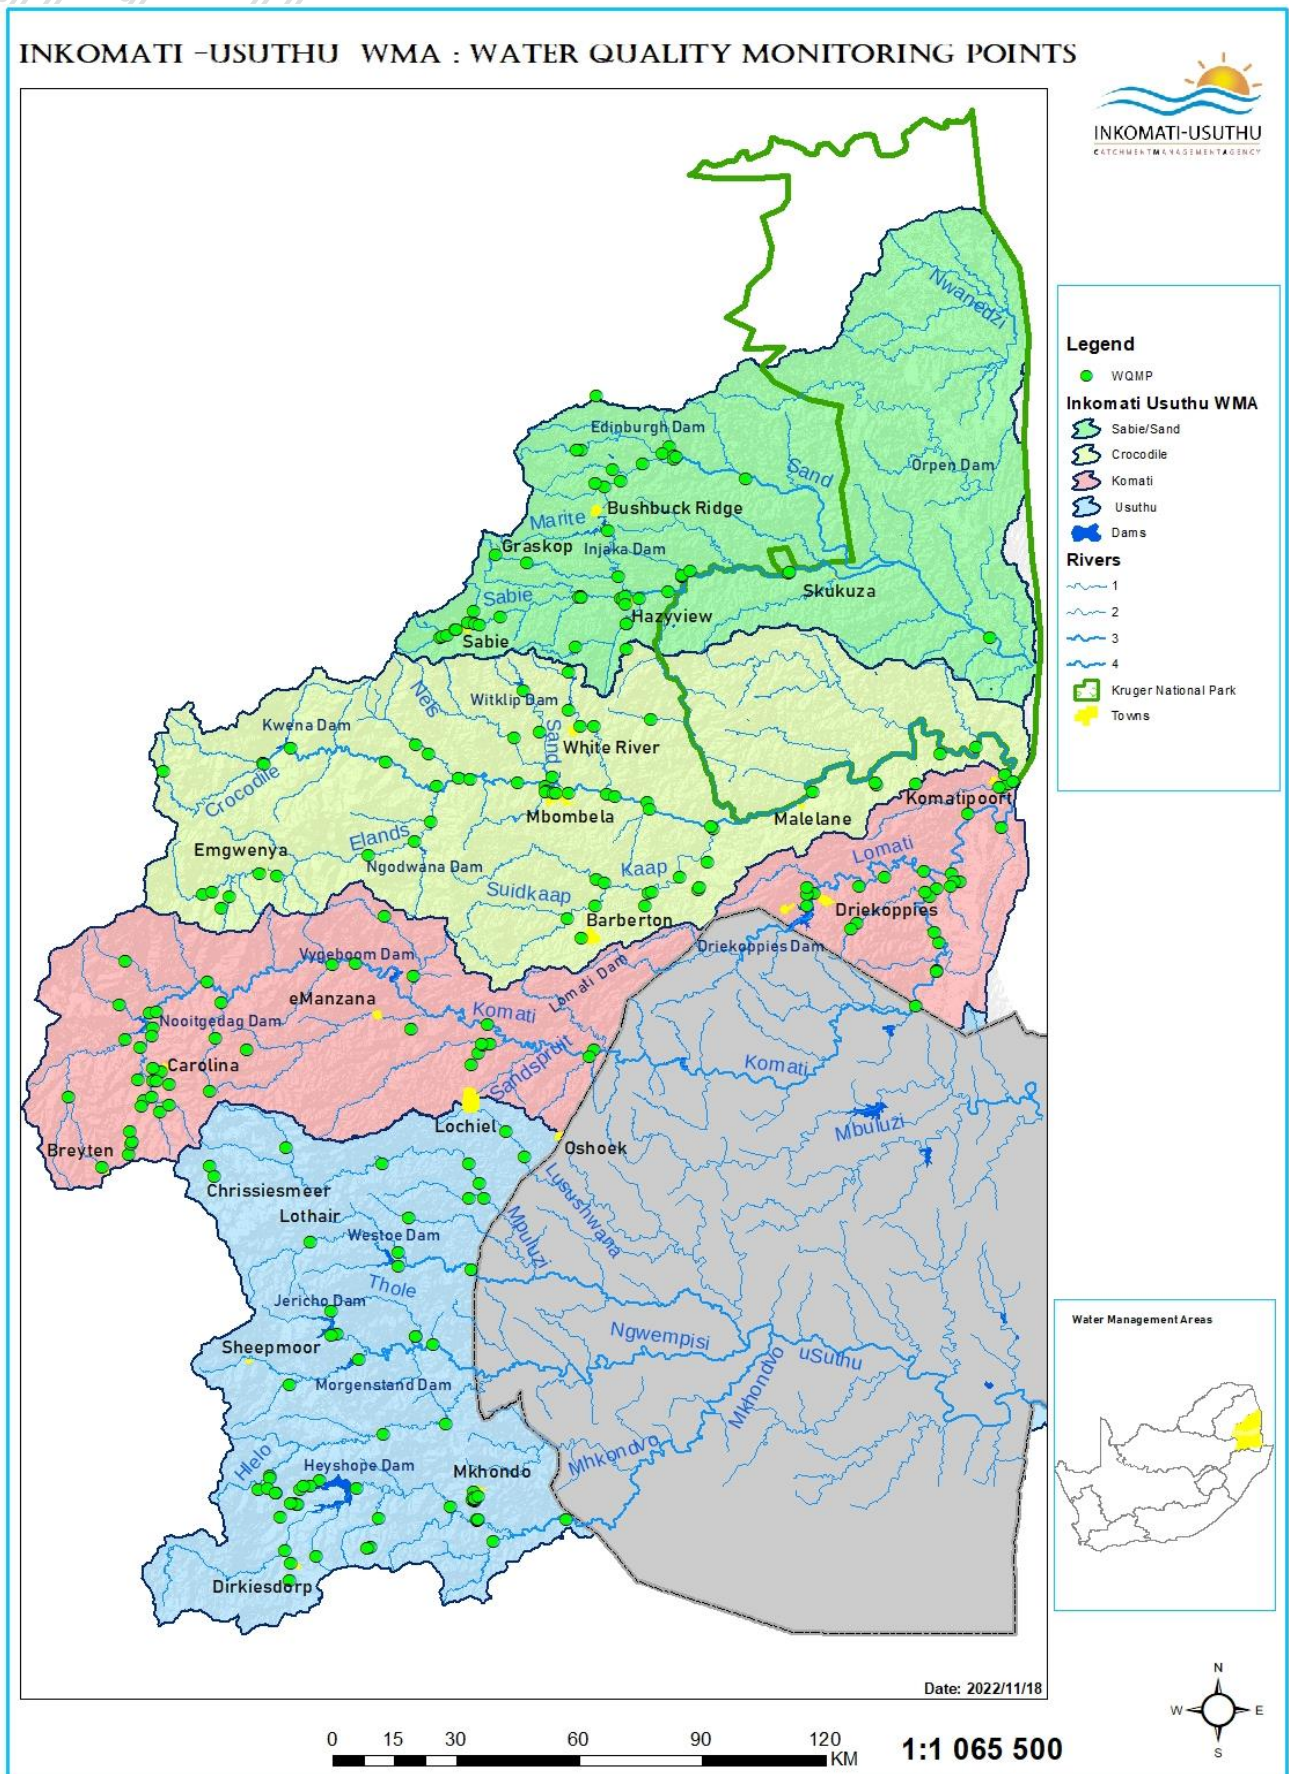 INKOMATI -USUTHU WMA : WATER QUALITY MONITORING POINTS
INKOMATI-USUTHU
CATCHMENT MANAGEMENT AGENCY
Legend
WQMP
Inkomati Usuthu WMA
Sabie/Sand
Crocodile
Komati
Usuthu
Dams
Rivers
1
2
3
4
Kruger National Park
Towns
Nwanedzi
Edinburgh Dam
Sand
Orpen Dam
Bushbuck Ridge
Marite
Graskop
Injaka Dam
Skukuza
Sabie
Hazyview
Sabie
Nels
Witklip Dam
Kwena Dam
Sand
White River
Crocodile
Komatipoort
Mbombela
Malelane
Elands
Emgwenya
Ngodwana Dam
Kaap
Lomati
Suidkaap
Barberton
Driekoppies
Driekoppies Dam
Vygeboom Dam
Lomati Dam
eManzana
Komati
Nooitgedag Dam
Sandspruit
Carolina
Komati
Mbuluzi
Lochiel
Oshoek
Breyten
Chrissiesmeer
Lusushwana
Lothair
Mpuluzi
Westoe Dam
Thole
Jericho Dam
Sheepmoor
Ngwempisi
uSuthu
Morgenstand Dam
Mkhondvo
Mhkondvo
Hlelo
Heyshope Dam
Mkhondo
Dirkiesdorp
Water Management Areas
Date: 2022/11/18
N
W
E
S
0 15 30 60 90 120
KM
1:1 065 500